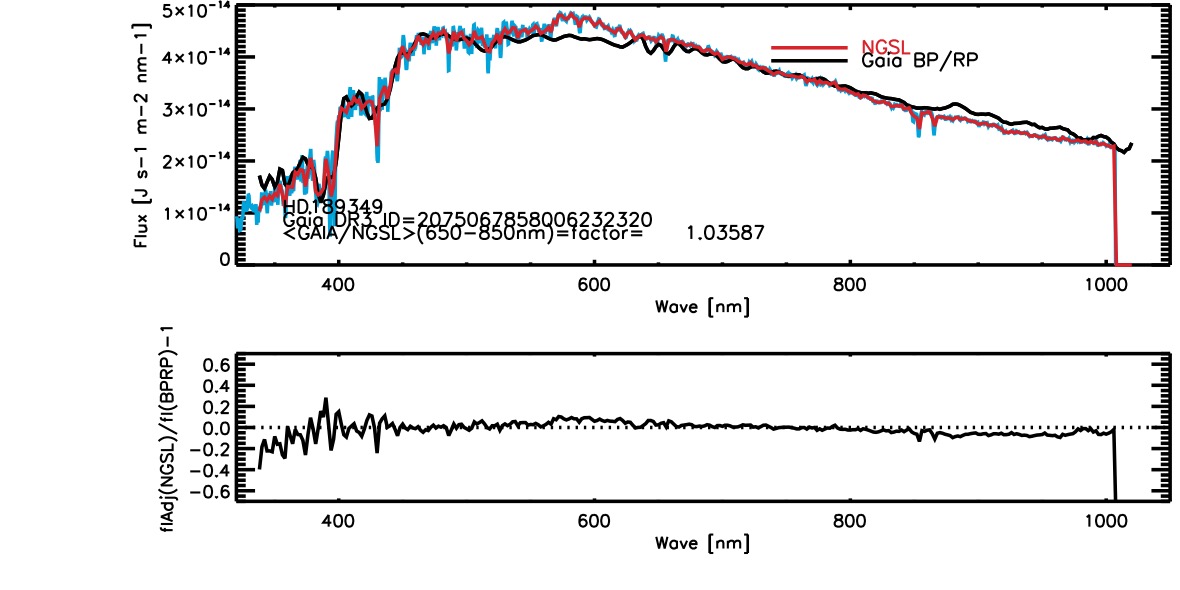 5×10⁻¹⁴
4×10⁻¹⁴
3×10⁻¹⁴
2×10⁻¹⁴
1×10⁻¹⁴
0
Flux [J s−1 m−2 nm−1]
NGSL
Gaia BP/RP
HD189349
Gaia DR3 ID=2075067858006232320
<GAIA/NGSL>(650−850nm)=factor= 1.03587
400 600 800 1000
Wave [nm]
flAdj(NGSL)/fl(BPRP)−1
0.6
0.4
0.2
0.0
−0.2
−0.4
−0.6
400 600 800 1000
Wave [nm]